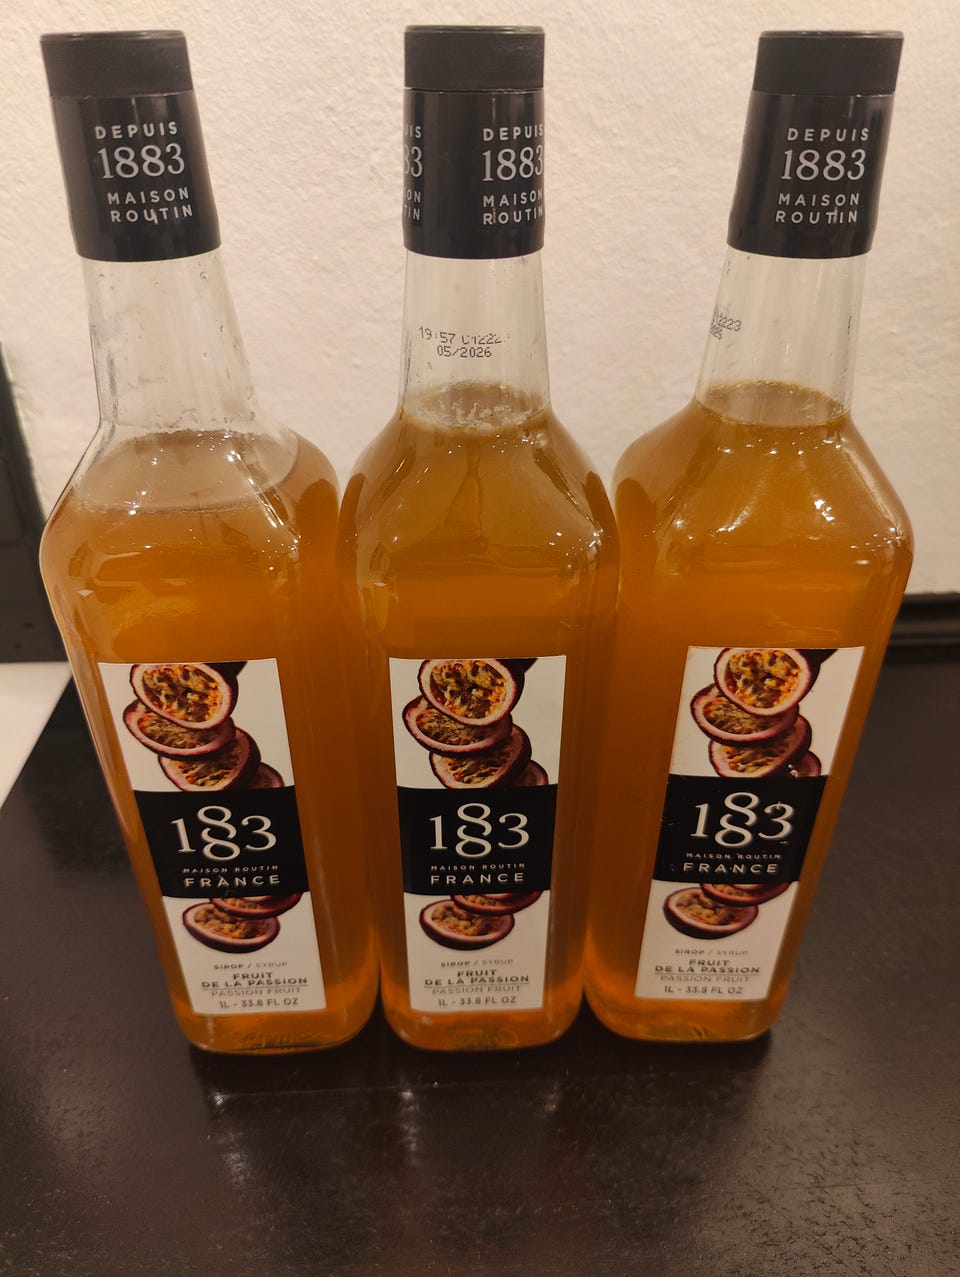 DEPUIS
1883
MAISON
ROUTIN
1883
MAISON ROUTIN
FRANCE
SIROP / SYRUP
FRUIT
DE LA PASSION
PASSION FRUIT
1L - 33.8 FL OZ
DEPUIS
1883
MAISON
ROUTIN
19:57
05/2026
1883
MAISON ROUTIN
FRANCE
SIROP / SYRUP
FRUIT
DE LA PASSION
PASSION FRUIT
1L - 33.8 FL OZ
DEPUIS
1883
MAISON
ROUTIN
1883
MAISON ROUTIN
FRANCE
SIROP / SYRUP
FRUIT
DE LA PASSION
PASSION FRUIT
1L - 33.8 FL OZ